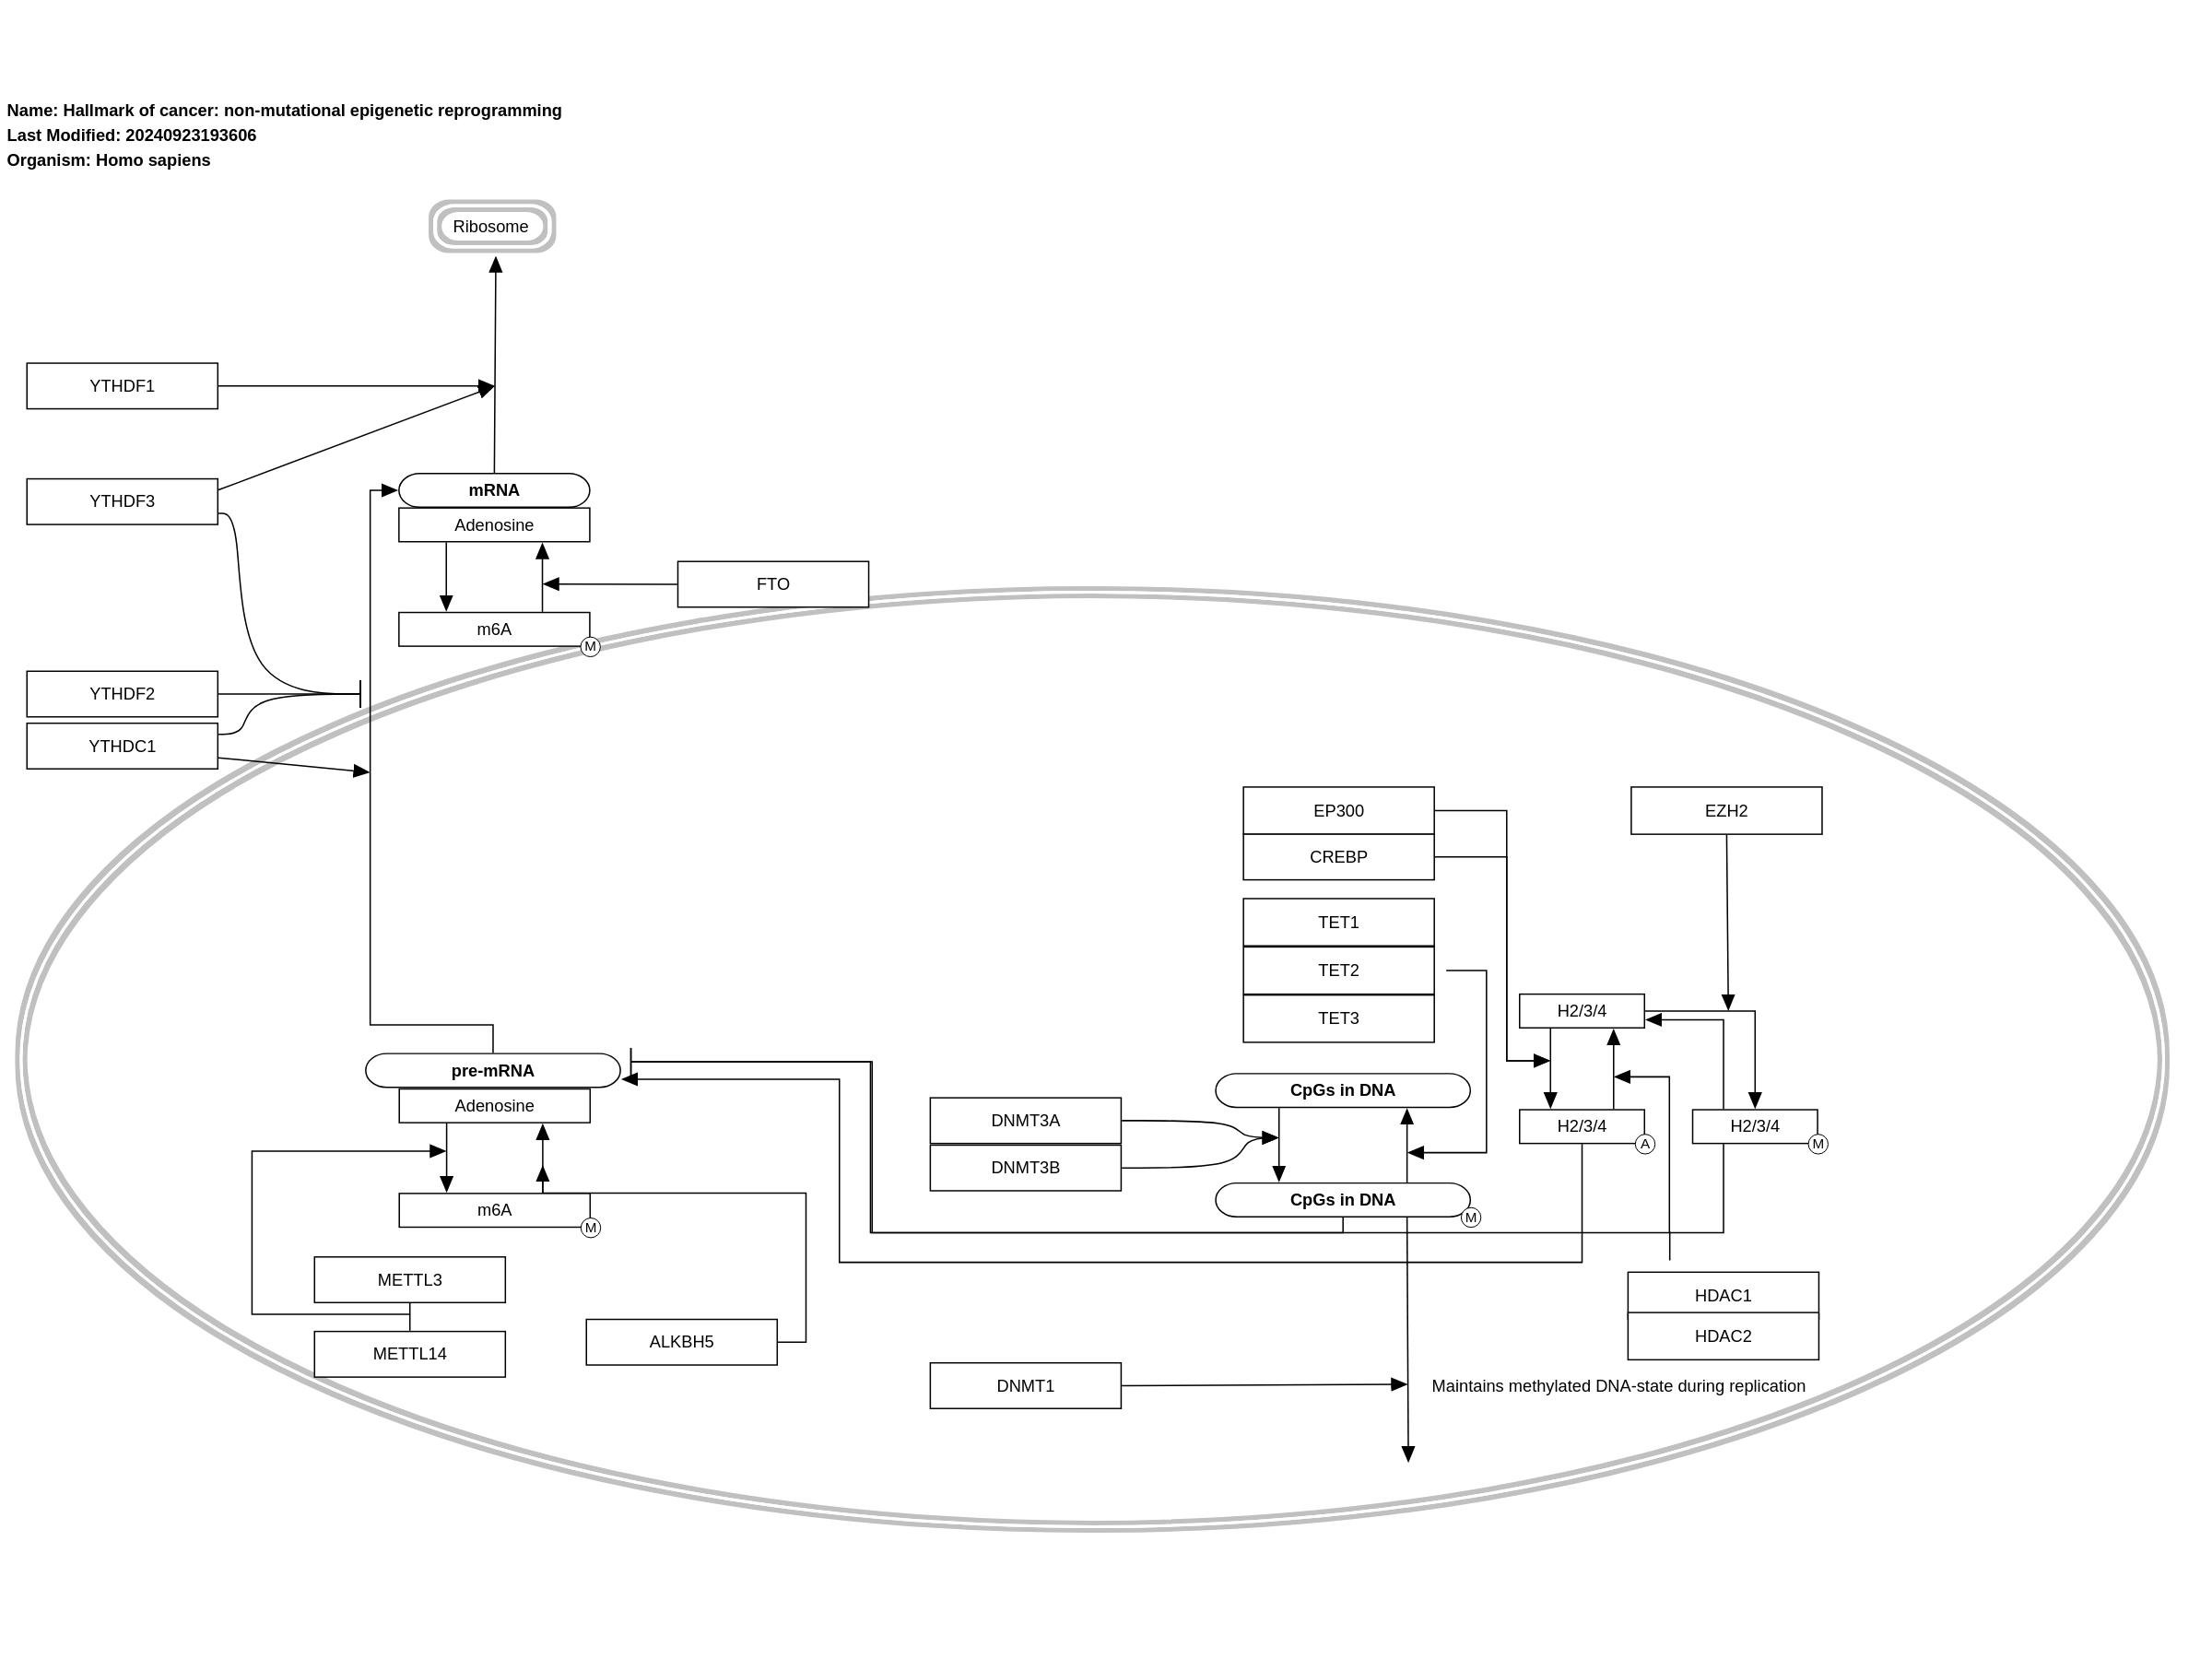 Name: Hallmark of cancer: non-mutational epigenetic reprogramming
Last Modified: 20240923193606
Organism: Homo sapiens
Ribosome
YTHDF1
YTHDF3
mRNA
Adenosine
FTO
m6A
M
YTHDF2
YTHDC1
EP300
EZH2
CREBP
TET1
TET2
TET3
H2/3/4
pre-mRNA
CpGs in DNA
Adenosine
DNMT3A
H2/3/4
A
H2/3/4
M
DNMT3B
m6A
M
CpGs in DNA
M
METTL3
HDAC1
ALKBH5
HDAC2
METTL14
DNMT1
Maintains methylated DNA-state during replication